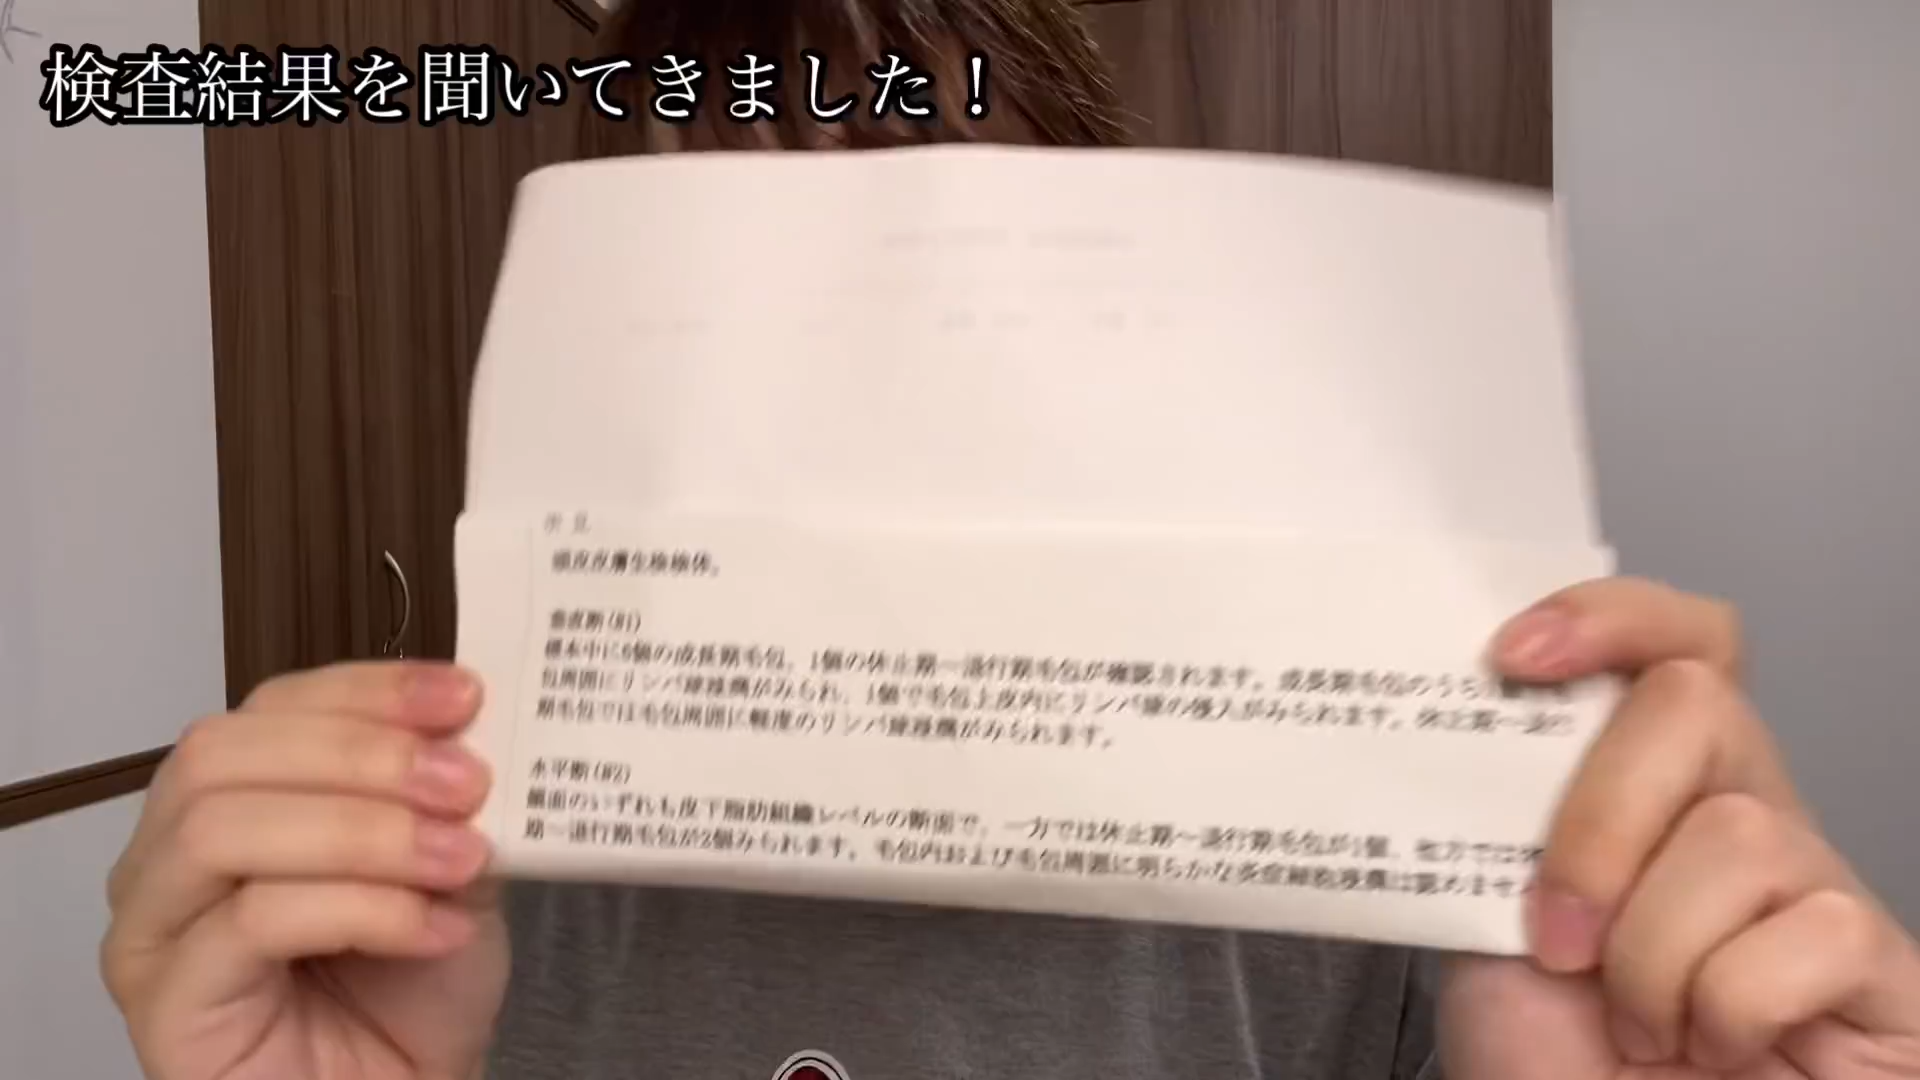 検査結果を聞いてきました！
所 見
頭皮皮膚生検検体。
垂直断(#1)
標本中に6個の成長期毛包、1個の休止期～退行期毛包が確認されます。成長期毛包のうち
包周囲にリンパ球浸潤がみられ、1個で毛包上皮内にリンパ球の侵入がみられます。休止期～退行
期毛包では毛包周囲に軽度のリンパ球浸潤がみられます。
水平断(#2)
鏡面のいずれも皮下脂肪組織レベルの断面で、一方では休止期～退行期毛包が1個、他方では休
期～退行期毛包が2個みられます。毛包内および毛包周囲に明らかな炎症細胞浸潤は認めません